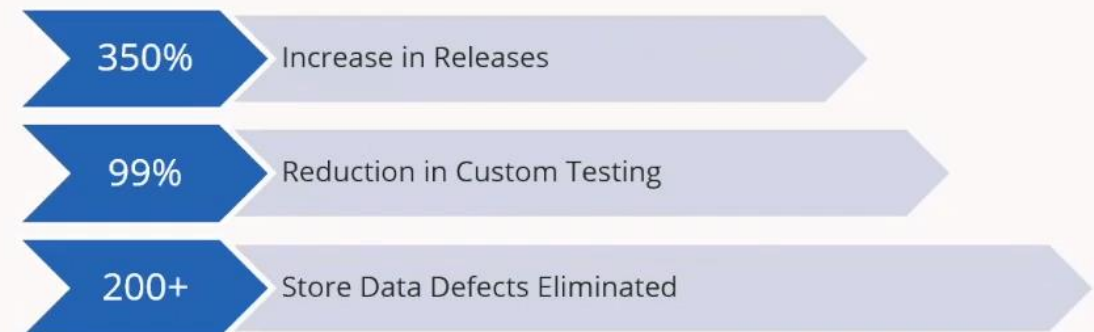 350% Increase in Releases
99% Reduction in Custom Testing
200+ Store Data Defects Eliminated